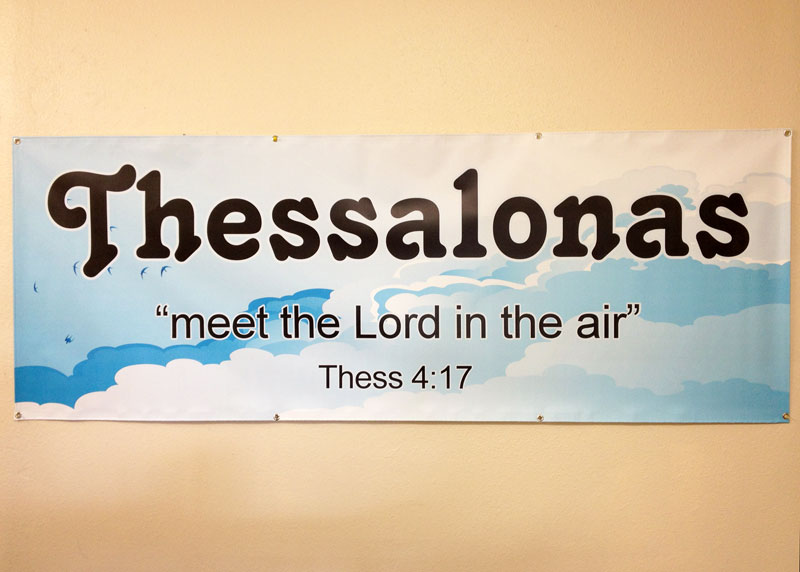 Thessalonas
“meet the Lord in the air”
Thess 4:17